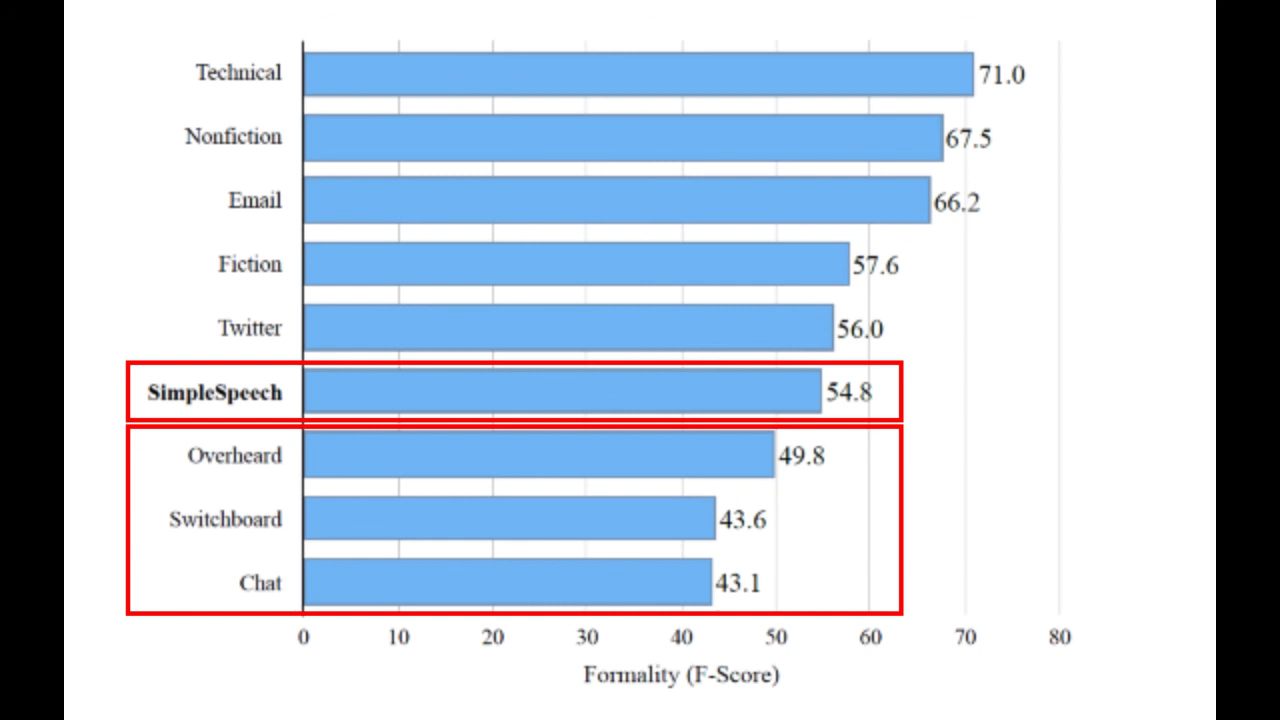 Technical 71.0
Nonfiction 67.5
Email 66.2
Fiction 57.6
Twitter 56.0
SimpleSpeech 54.8
Overheard 49.8
Switchboard 43.6
Chat 43.1
0 10 20 30 40 50 60 70 80
Formality (F-Score)